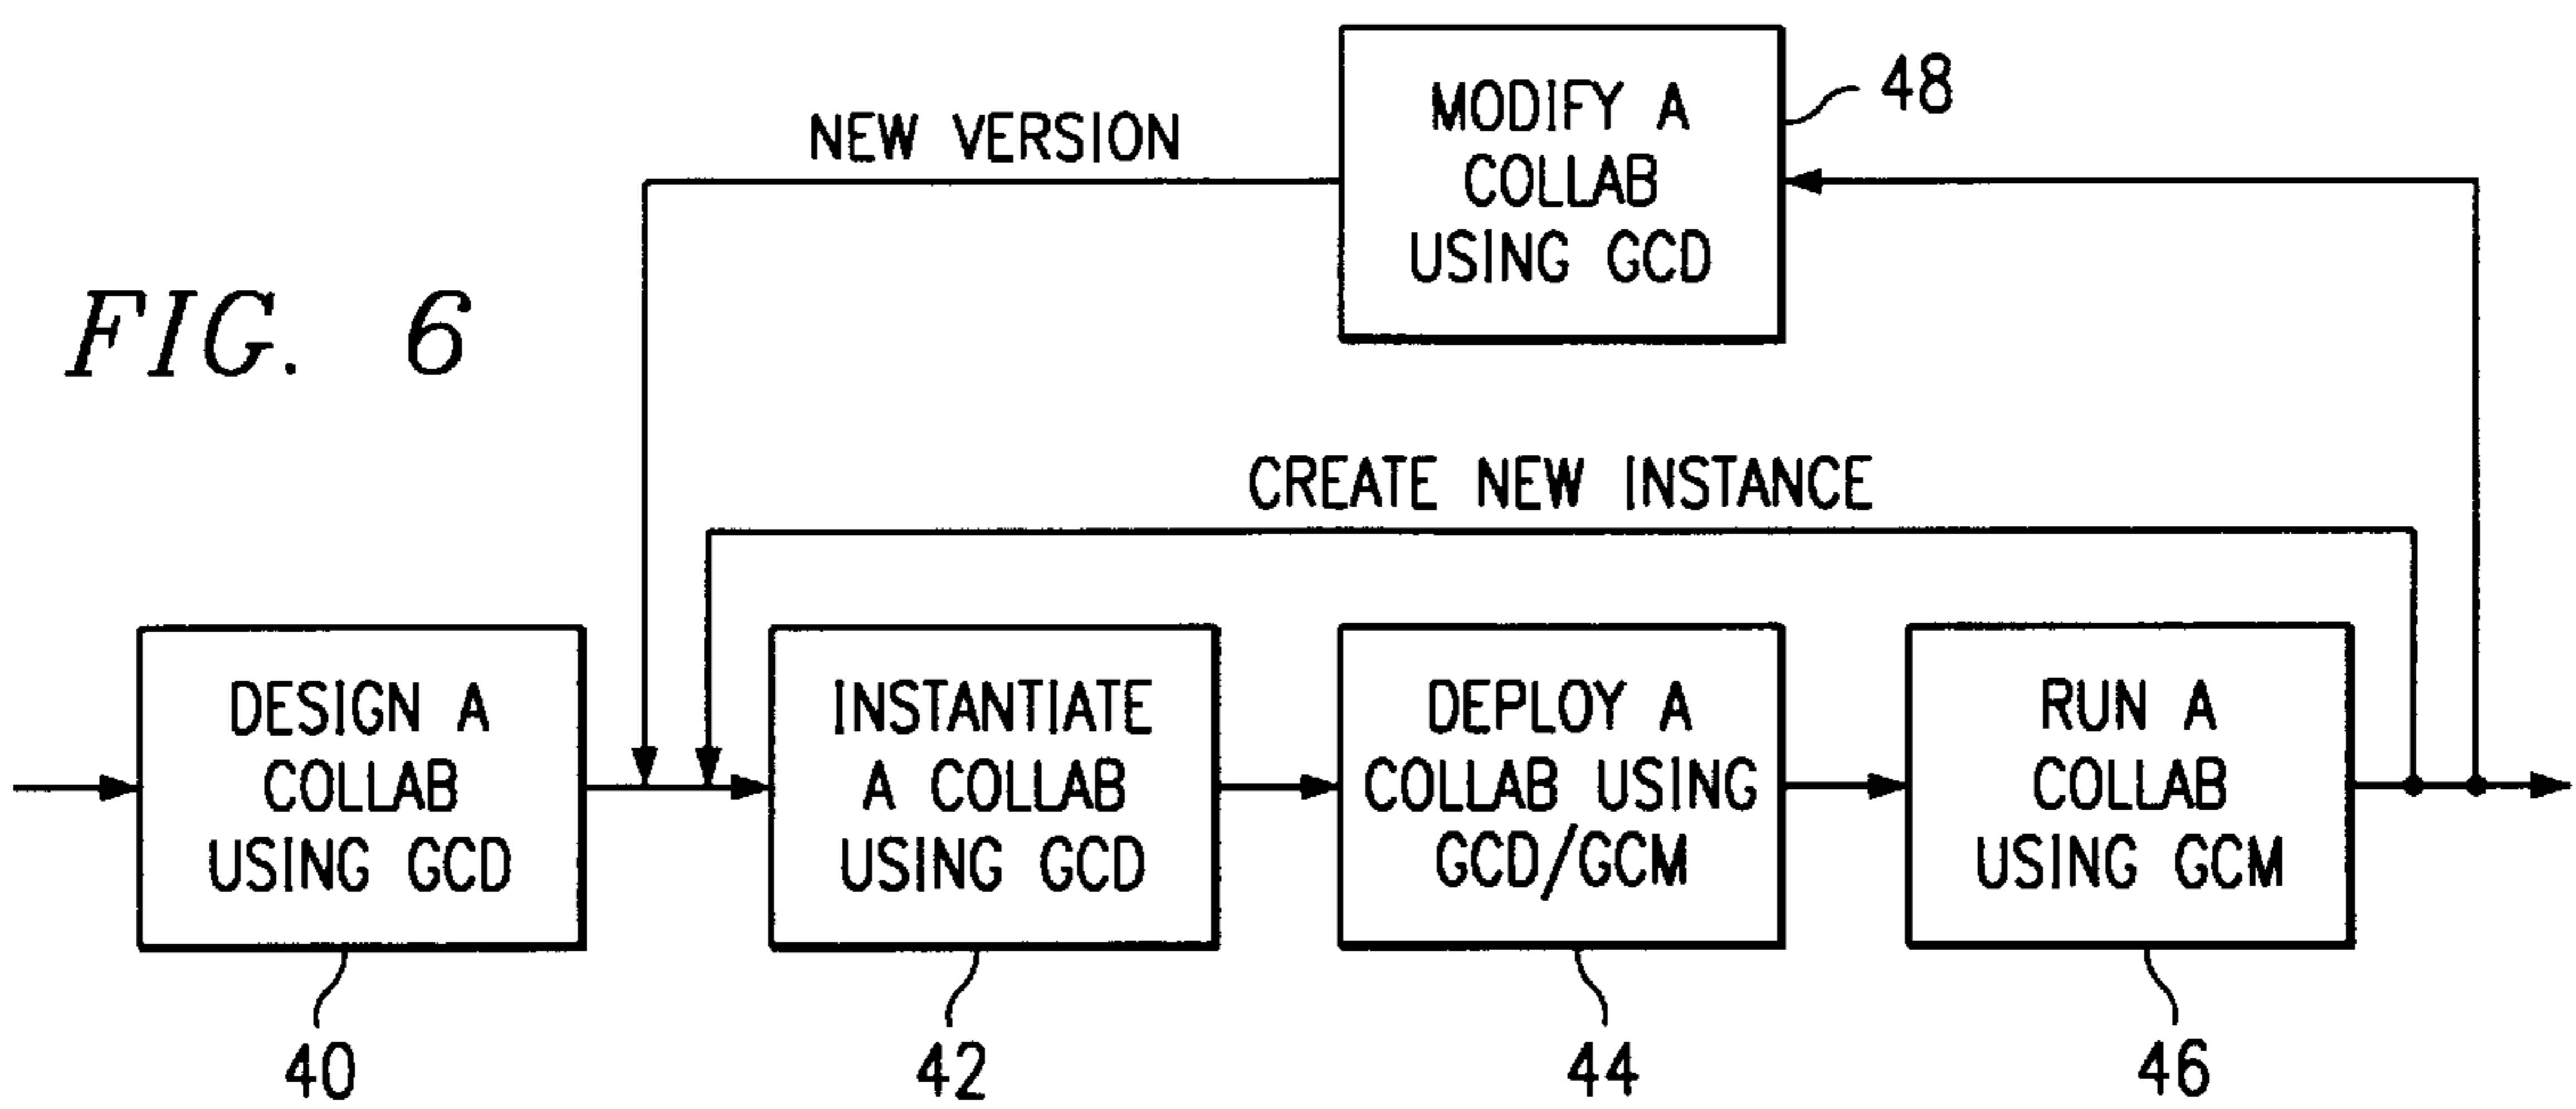 MODIFY A
COLLAB
USING GCD
48
NEW VERSION
FIG. 6
CREATE NEW INSTANCE
DESIGN A
COLLAB
USING GCD
40
INSTANTIATE
A COLLAB
USING GCD
42
DEPLOY A
COLLAB USING
GCD/GCM
44
RUN A
COLLAB
USING GCM
46